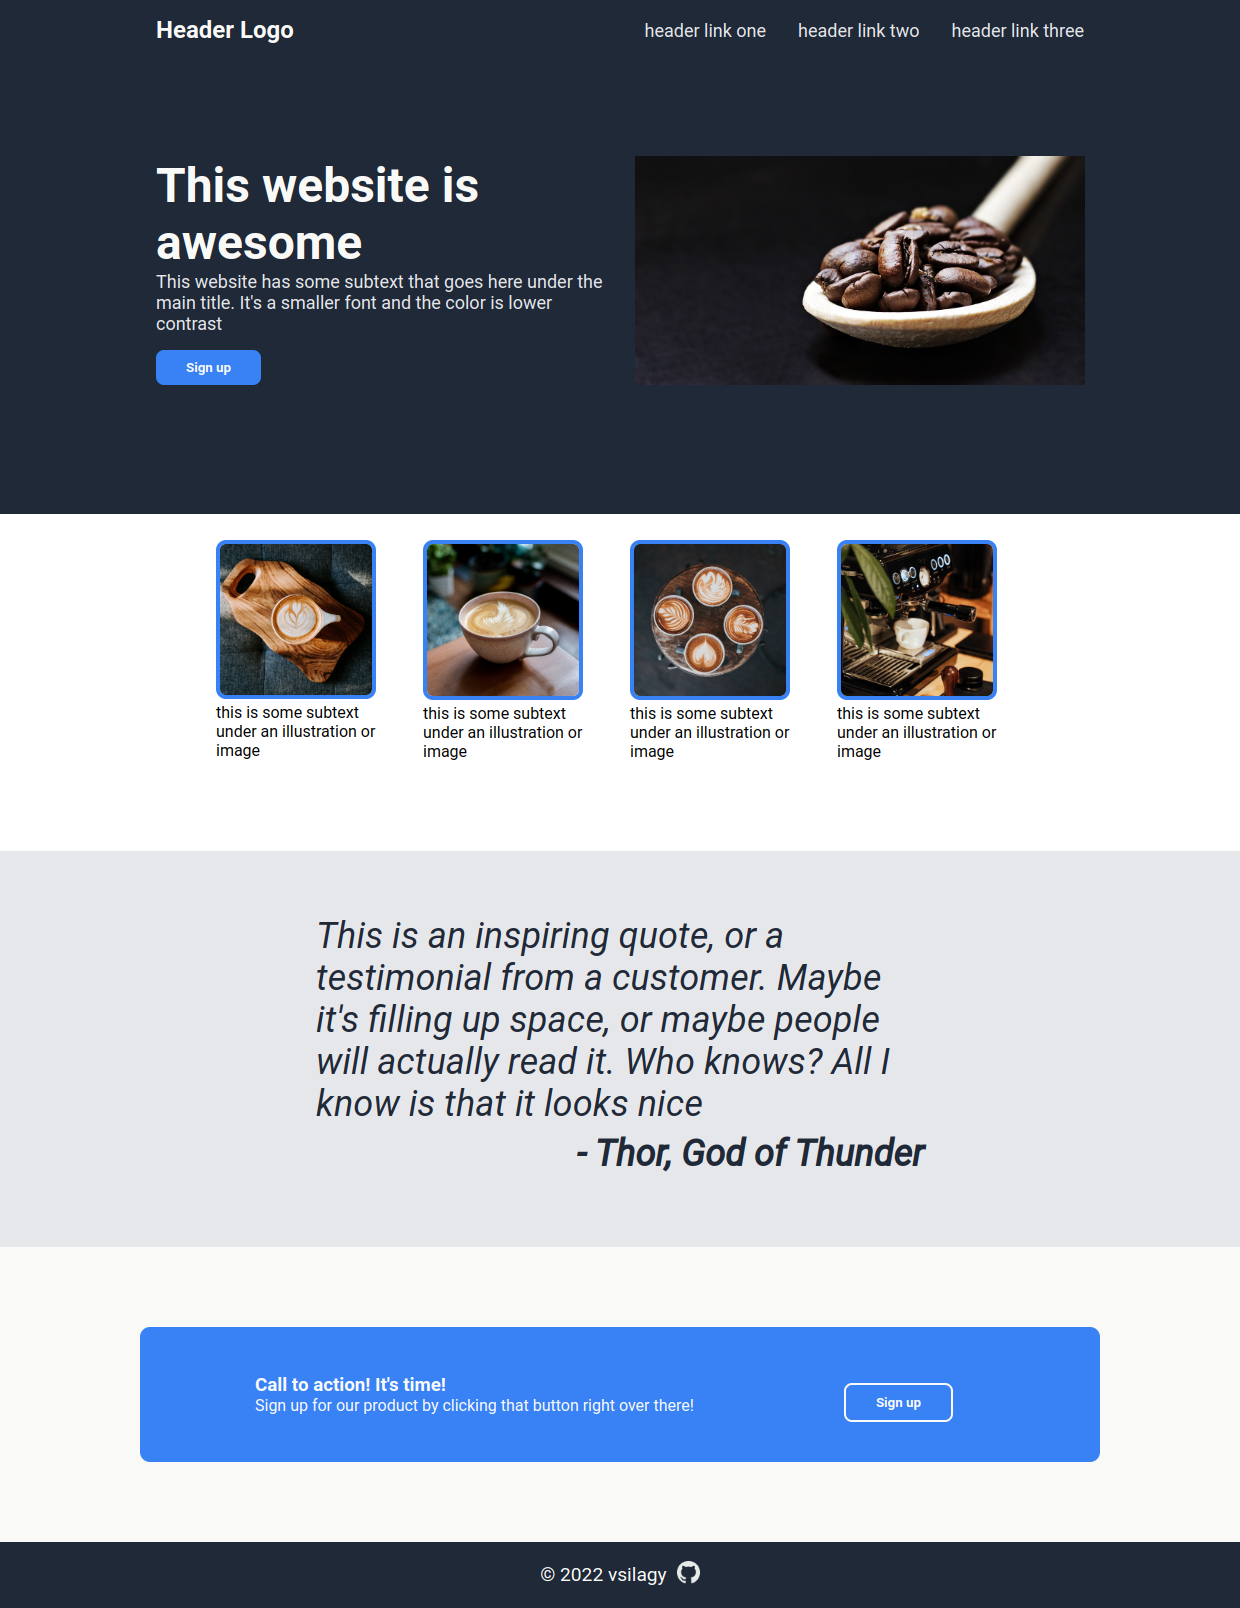 Header Logo
header link one
header link two
header link three
This website is
awesome
This website has some subtext that goes here under the
main title. It's a smaller font and the color is lower
contrast
Sign up
this is some subtext
under an illustration or
image
this is some subtext
under an illustration or
image
this is some subtext
under an illustration or
image
this is some subtext
under an illustration or
image
This is an inspiring quote, or a
testimonial from a customer. Maybe
it's filling up space, or maybe people
will actually read it. Who knows? All I
know is that it looks nice
- Thor, God of Thunder
Call to action! It's time!
Sign up for our product by clicking that button right over there!
Sign up
© 2022 vsilagy